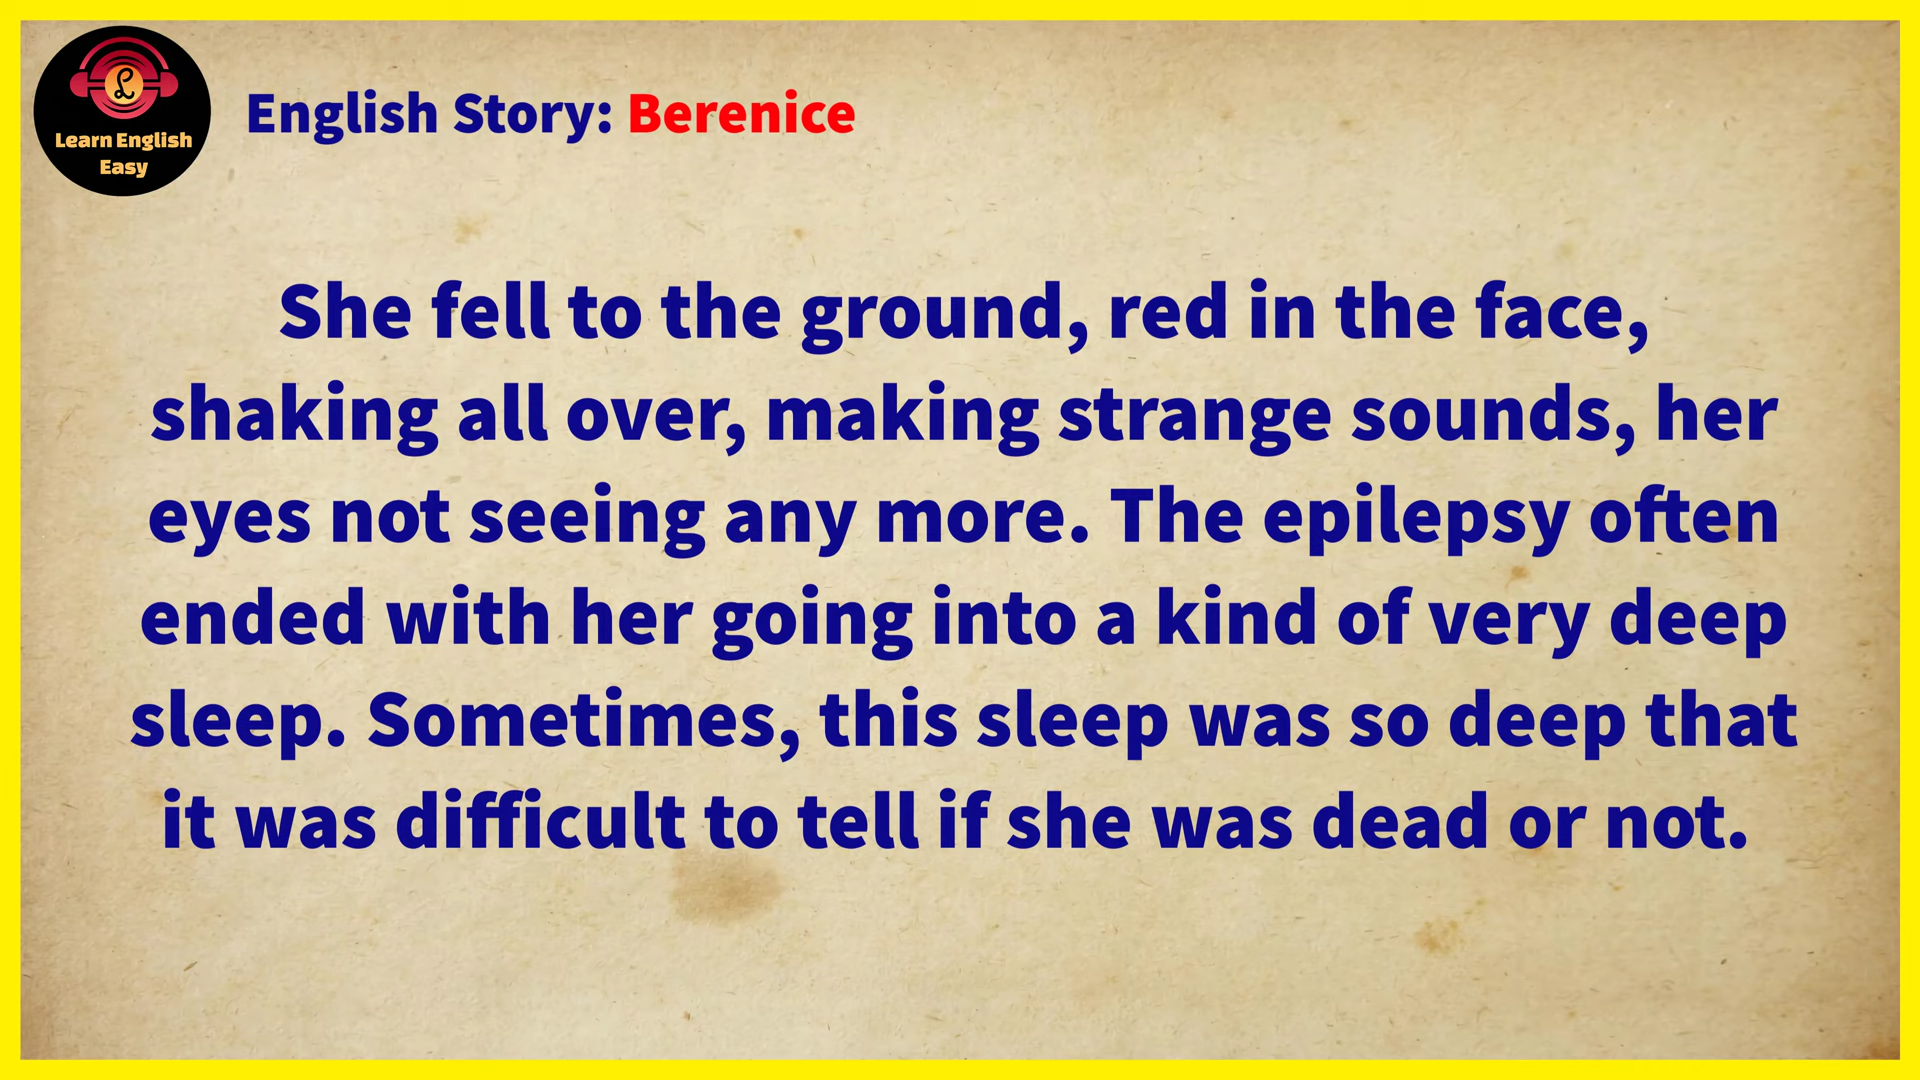 Learn English
Easy
English Story: Berenice
She fell to the ground, red in the face,
shaking all over, making strange sounds, her
eyes not seeing any more. The epilepsy often
ended with her going into a kind of very deep
sleep. Sometimes, this sleep was so deep that
it was difficult to tell if she was dead or not.